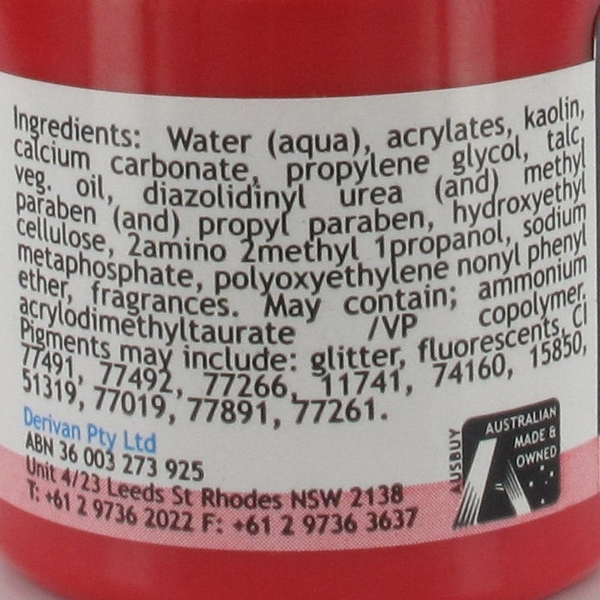 Ingredients: Water (aqua), acrylates, kaolin,
calcium carbonate, propylene glycol, talc,
veg. oil, diazolidinyl urea (and) methyl
paraben (and) propyl paraben, hydroxyethyl
cellulose, 2amino 2methyl 1propanol, sodium
metaphosphate, polyoxyethylene nonyl phenyl
ether, fragrances. May contain; ammonium
acrylodimethyltaurate /VP copolymer.
Pigments may include: glitter, fluorescents, CI
77491, 77492, 77266, 11741, 74160, 15850,
51319, 77019, 77891, 77261.
Derivan Pty Ltd
ABN 36 003 273 925
Unit 4/23 Leeds St Rhodes NSW 2138
T: +61 2 9736 2022 F: +61 2 9736 3637
AUSBUY
AUSTRALIAN
MADE &
OWNED